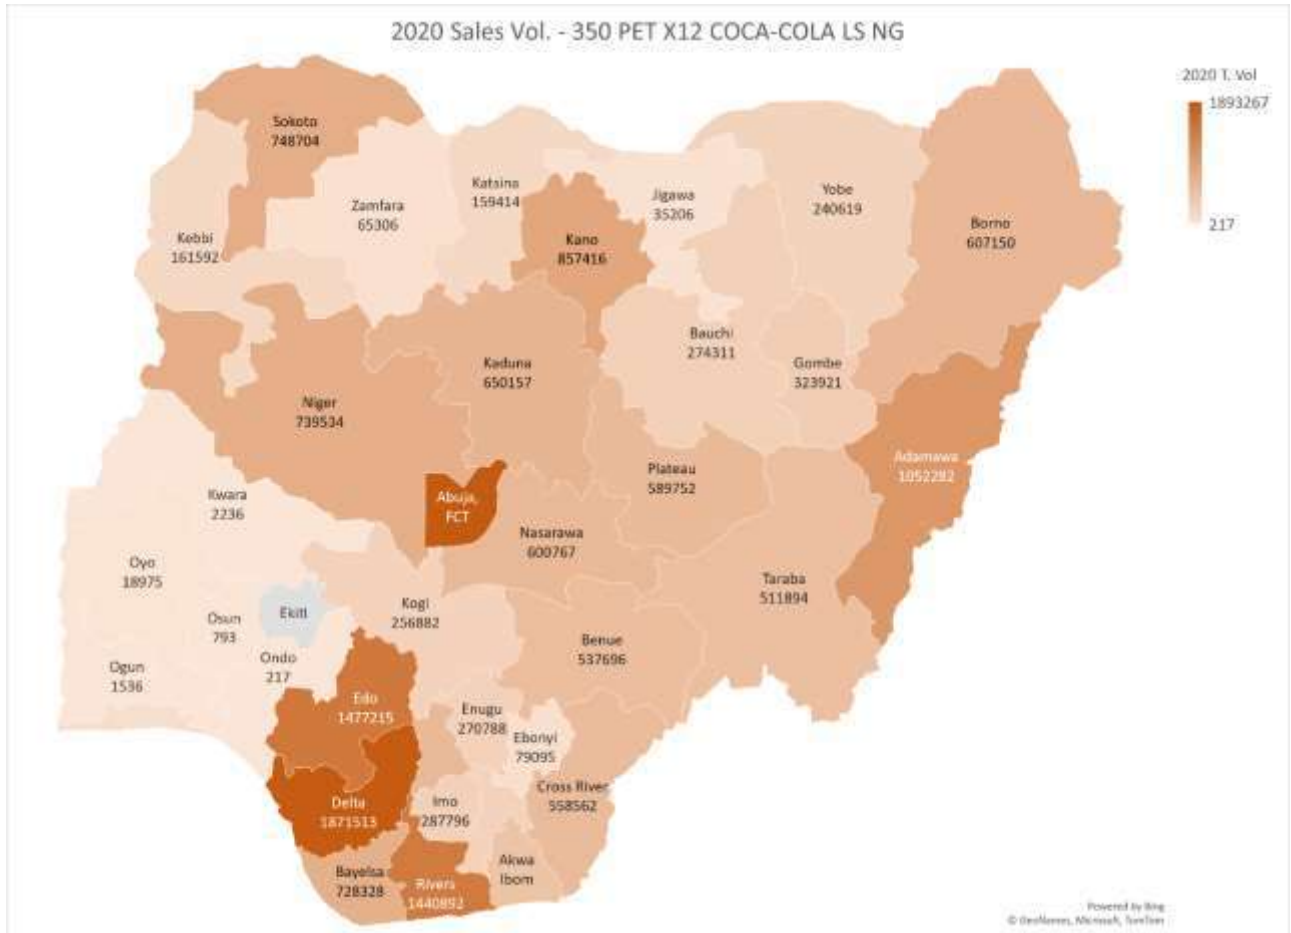 2020 Sales Vol. - 350 PET X12 COCA-COLA LS NG
2020 T. Vol
1893267
217
Sokoto
748704
Kebbi
161592
Zamfara
65306
Katsina
159414
Kano
857416
Jigawa
35206
Yobe
240619
Borno
607150
Bauchi
274311
Gombe
323921
Kaduna
650157
Niger
739534
Adamawa
1052282
Plateau
589752
Abuja,
FCT
Kwara
2236
Nasarawa
600767
Oyo
18975
Taraba
511894
Kogi
256882
Ekiti
Osun
793
Benue
537696
Ondo
217
Ogun
1536
Edo
1477215
Enugu
270788
Ebonyi
79095
Cross River
558562
Delta
1871513
Imo
287796
Akwa
Ibom
Bayelsa
728328
Rivers
1440892
Powered by Bing
© GeoNames, Microsoft, TomTom